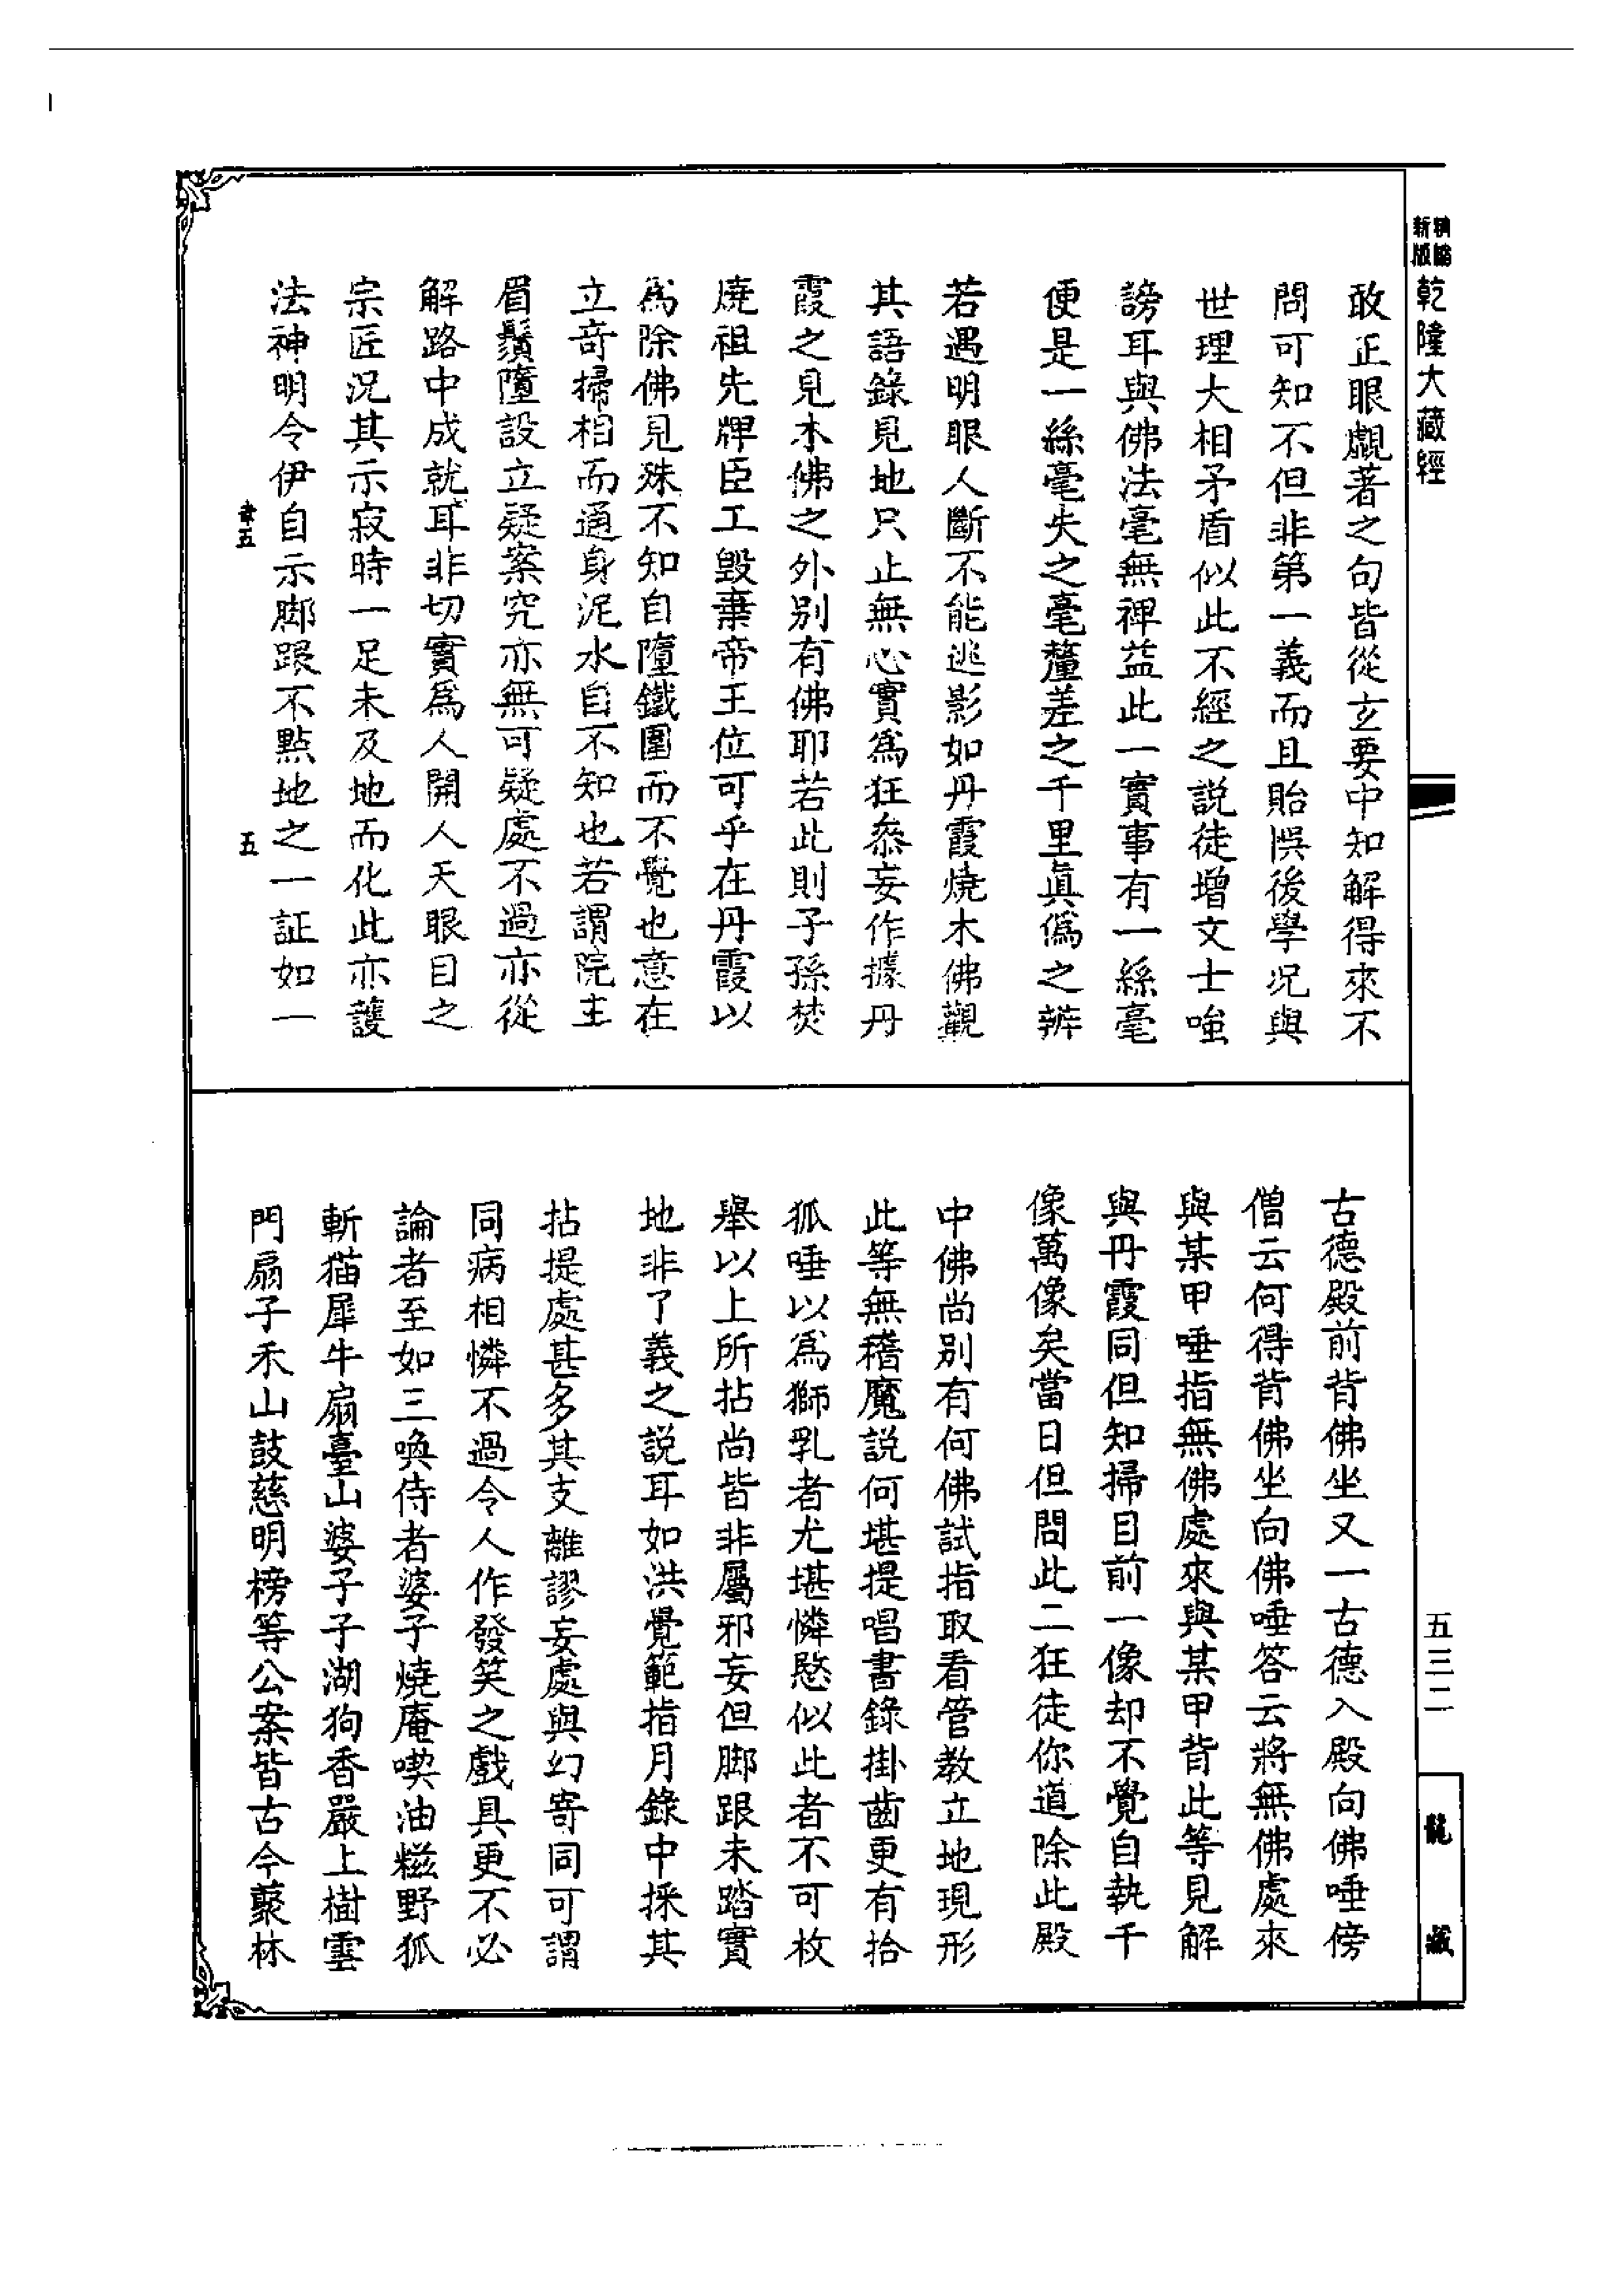 新版
精縮
乾隆大藏經
敢正眼覷著之句皆從玄要中知解得來不
問可知不但非第一義而且貽悞後學況與
世理大相矛盾似此不經之說徒增文士嗤
謗耳與佛法毫無裨益此一實事有一絲毫
便是一絲毫失之毫釐差之千里眞僞之辨
若遇明眼人斷不能逃影如丹霞燒木佛觀
其語錄見地只止無心實爲狂叅妄作據丹
霞之見木佛之外別有佛耶若此則子孫焚
燒祖先牌臣工毀棄帝王位可乎在丹霞以
爲除佛見殊不知自墮鐵圍而不覺也意在
立奇掃相而通身泥水自不知也若謂院主
眉鬚墮設立疑案究亦無可疑處不過亦從
解路中成就耳非切實爲人開人天眼目之
宗匠況其示寂時一足未及地而化此亦護
法神明令伊自示脚跟不點地之一証如一
韋五
五
古德殿前背佛坐又一古德入殿向佛唾傍
僧云何得背佛坐向佛唾答云將無佛處來
與某甲唾指無佛處來與某甲背此等見解
與丹霞同但知掃目前一像却不覺自執千
像萬像矣當日但問此二狂徒你道除此殿
中佛尚別有何佛試指取看管教立地現形
此等無稽魔說何堪提唱書錄掛齒更有拾
狐唾以爲獅乳者尤堪憐愍似此者不可枚
舉以上所拈尚皆非屬邪妄但脚跟未踏實
地非了義之說耳如洪覺範指月錄中採其
拈提處甚多其支離謬妄處與幻寄同可謂
同病相憐不過令人作發笑之戲具更不必
論者至如三喚侍者婆子燒庵喫油糍野狐
斬猫犀牛扇臺山婆子子湖狗香嚴上樹雲
門扇子禾山鼓慈明榜等公案皆古今藂林
五三二
龍藏